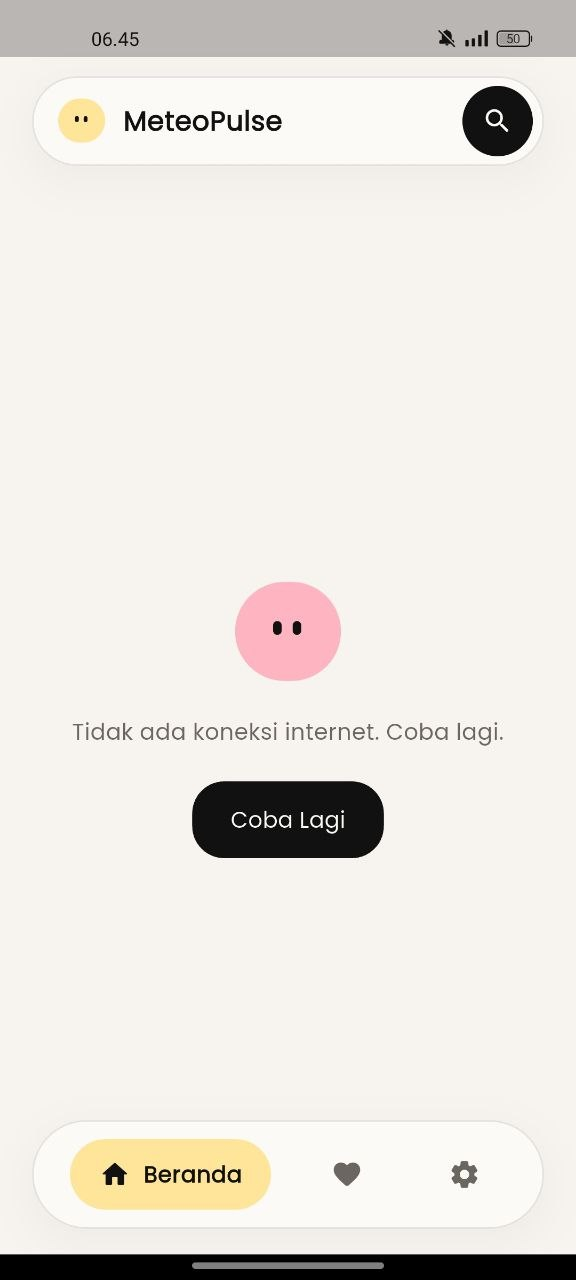 06.45
50
MeteoPulse
Tidak ada koneksi internet. Coba lagi.
Coba Lagi
Beranda